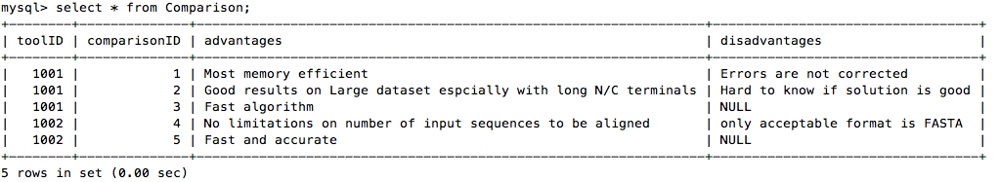 mysql> select * from Comparison;
+--------+--------------+----------------------------------------------------------------+---------------------------------+
| toolID | comparisonID | advantages                                                     | disadvantages                   |
+--------+--------------+----------------------------------------------------------------+---------------------------------+
|   1001 |            1 | Most memory efficient                                          | Errors are not corrected        |
|   1001 |            2 | Good results on Large dataset espcially with long N/C terminals | Hard to know if solution is good |
|   1001 |            3 | Fast algorithm                                                 | NULL                            |
|   1002 |            4 | No limitations on number of input sequences to be aligned      | only acceptable format is FASTA |
|   1002 |            5 | Fast and accurate                                              | NULL                            |
+--------+--------------+----------------------------------------------------------------+---------------------------------+
5 rows in set (0.00 sec)